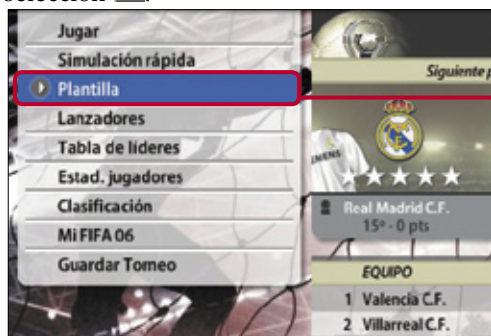 Jugar
Simulación rápida
Plantilla
Lanzadores
Tabla de líderes
Estad. jugadores
Clasificación
Mi FIFA 06
Guardar Torneo
Siguiente p
Real Madrid C.F.
15º - 0 pts
EQUIPO
1 Valencia C.F.
2 Villarreal C.F.